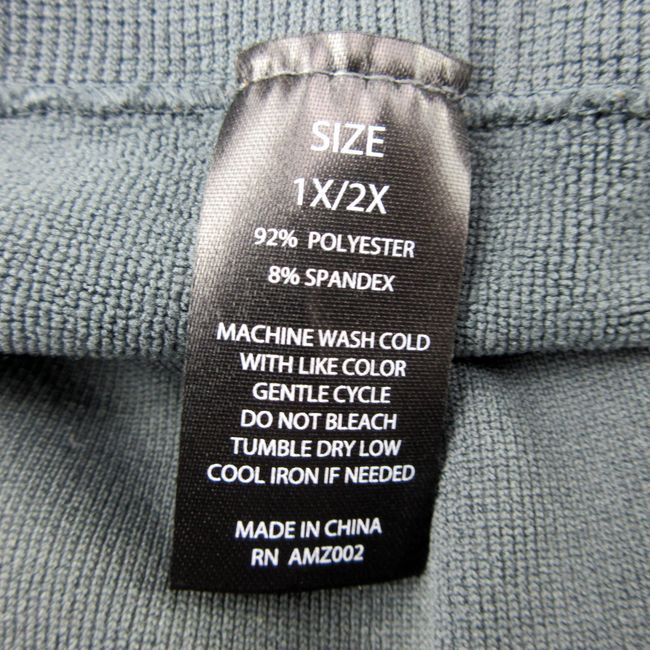 SIZE
1X/2X
92% POLYESTER
8% SPANDEX
MACHINE WASH COLD
WITH LIKE COLOR
GENTLE CYCLE
DO NOT BLEACH
TUMBLE DRY LOW
COOL IRON IF NEEDED
MADE IN CHINA
RN AMZ002